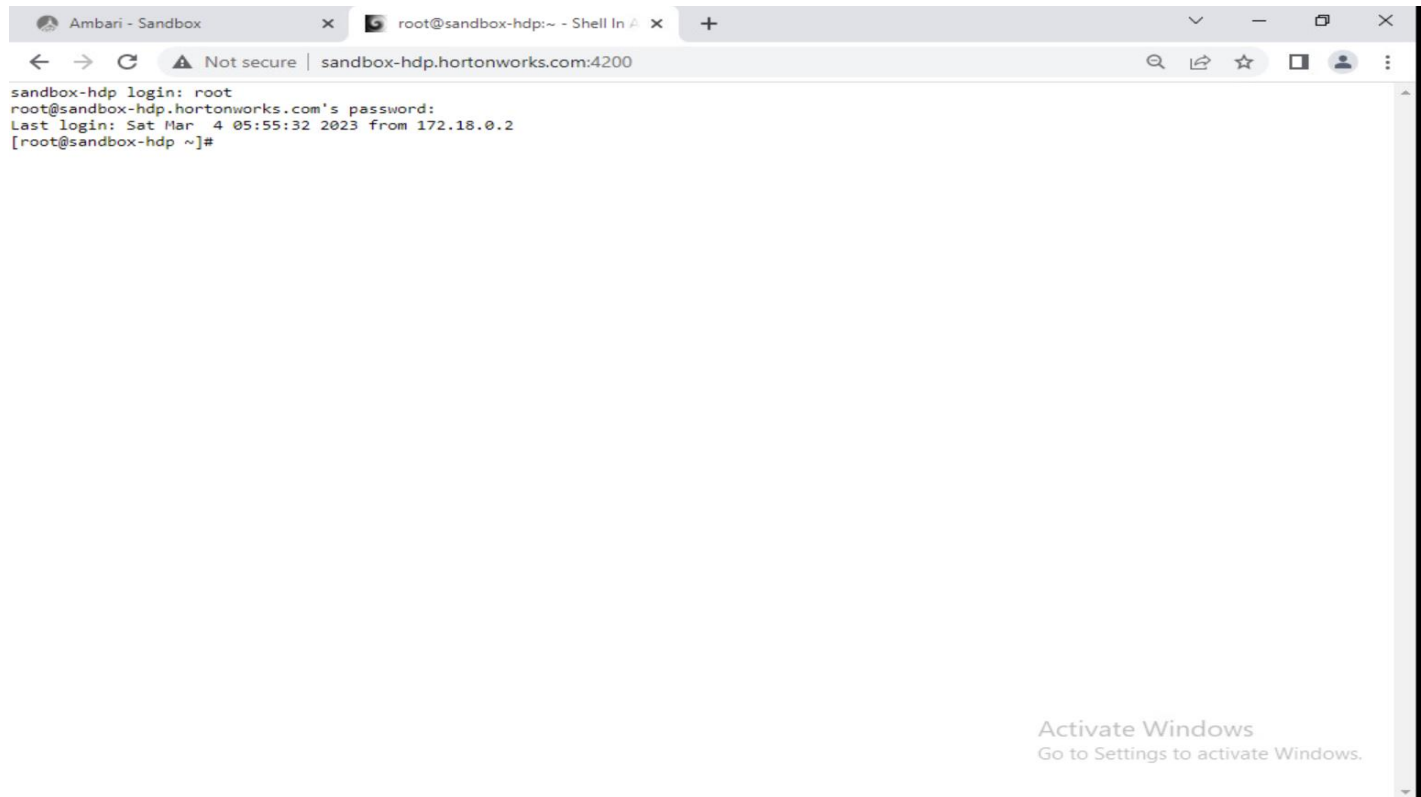 Ambari - Sandbox
root@sandbox-hdp:~ - Shell In A
Not secure | sandbox-hdp.hortonworks.com:4200
sandbox-hdp login: root
root@sandbox-hdp.hortonworks.com's password:
Last login: Sat Mar  4 05:55:32 2023 from 172.18.0.2
[root@sandbox-hdp ~]#
Activate Windows
Go to Settings to activate Windows.